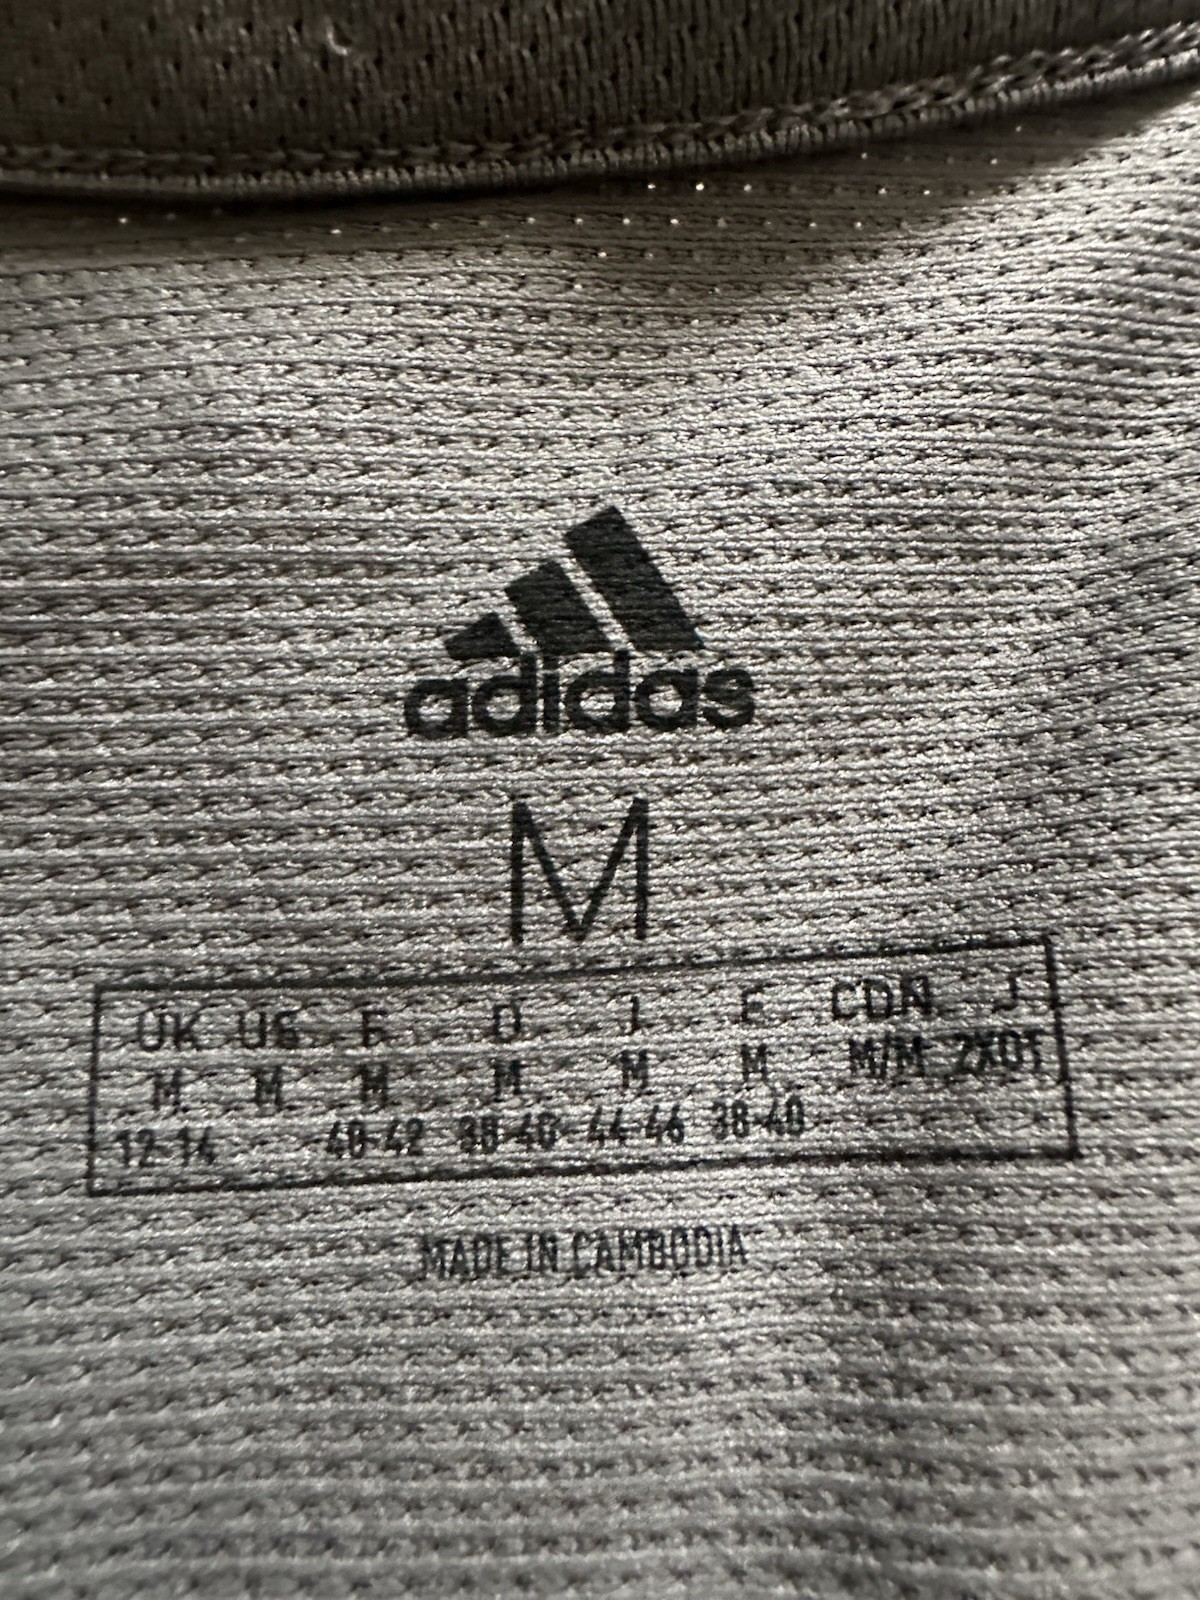 adidas
M
UK US F D I E CDN J
M M M M M M M/M 2XOT
12-14 40-42 38-40 44-46 38-40
MADE IN CAMBODIA